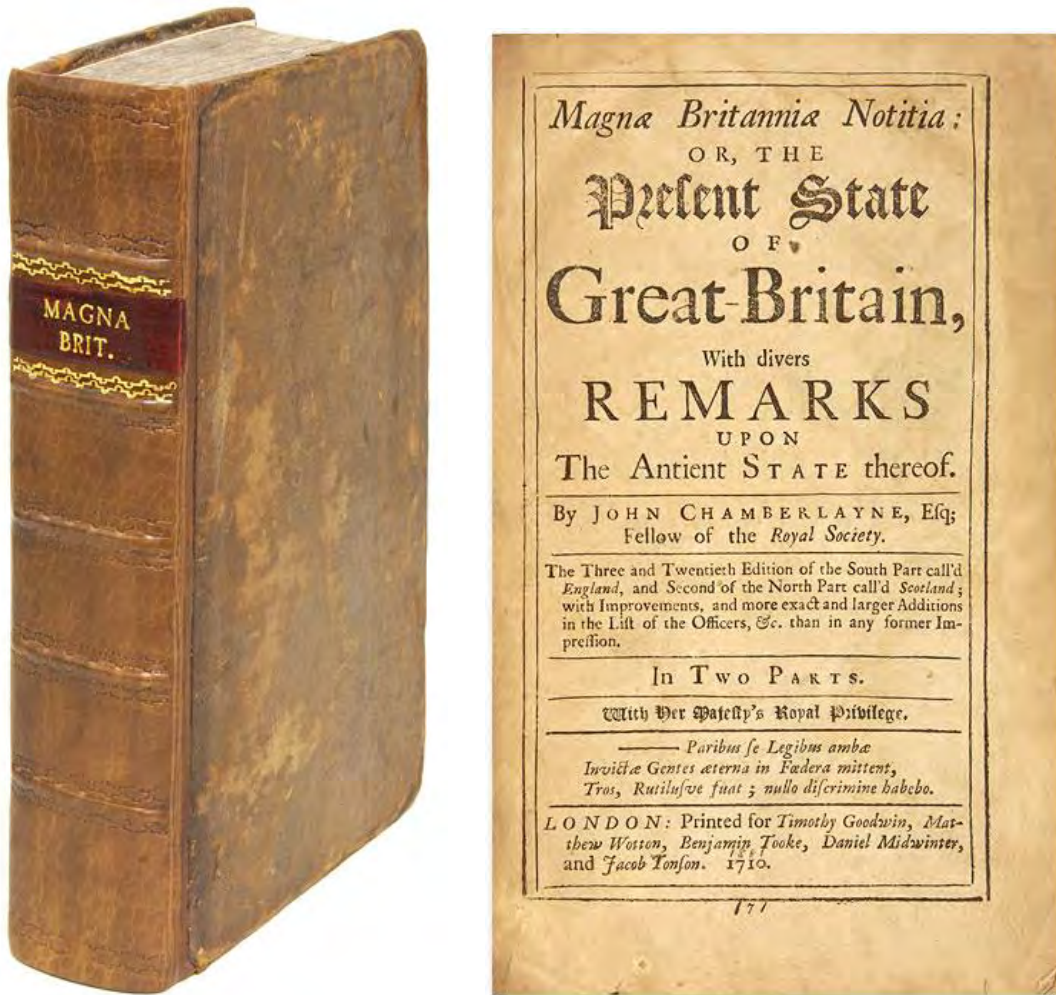 MAGNA
BRIT.
Magnæ Britanniæ Notitia:
OR, THE
Preſent State
OF
Great-Britain,
With divers
REMARKS
UPON
The Antient STATE thereof.
By JOHN CHAMBERLAYNE, Eſq;
Fellow of the Royal Society.
The Three and Twentieth Edition of the South Part call'd
England, and Second of the North Part call'd Scotland;
with Improvements, and more exact and larger Additions
in the Liſt of the Officers, &c. than in any former Im-
preſſion.
In TWO PARTS.
With Her Majeſty's Royal Privilege.
—— Paribus ſe Legibus ambæ
Invictæ Gentes æterna in Fœdera mittent,
Tros, Rutiluſve fuat; nullo diſcrimine habebo.
LONDON: Printed for Timothy Goodwin, Mat-
thew Wotton, Benjamin Tooke, Daniel Midwinter,
and Jacob Tonſon. 1710.